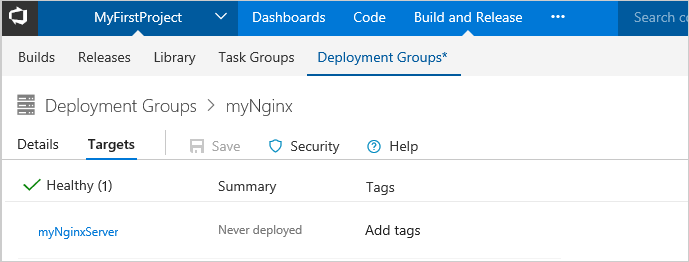 MyFirstProject Dashboards Code Build and Release ••• Search co
Builds Releases Library Task Groups Deployment Groups*
Deployment Groups > myNginx
Details Targets Save Security Help
Healthy (1) Summary Tags
myNginxServer Never deployed Add tags